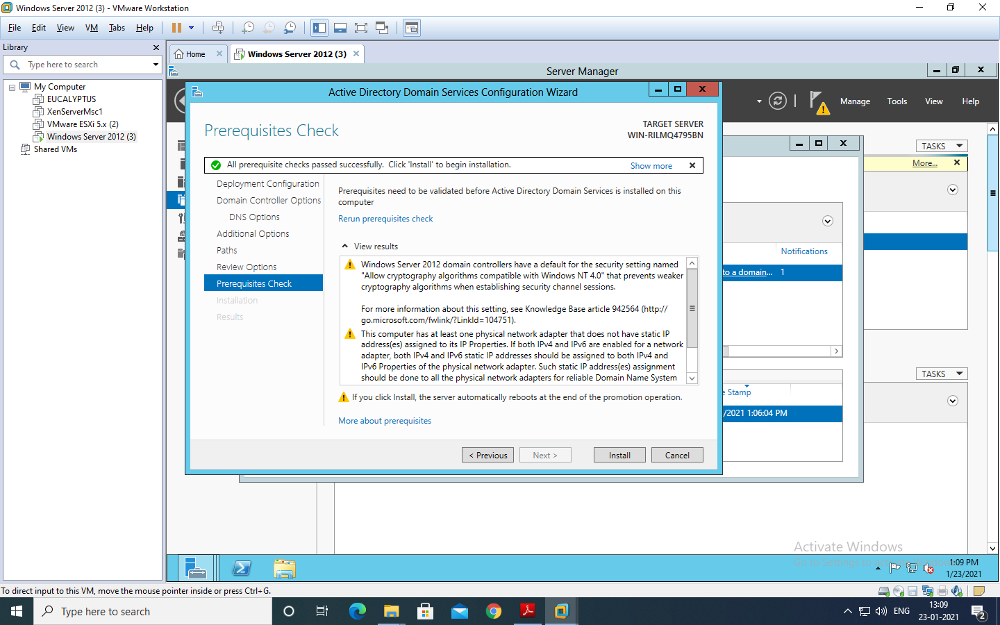 Windows Server 2012 (3) - VMware Workstation
File Edit View VM Tabs Help
Library
Type here to search
My Computer
EUCALYPTUS
XenServerMsc1
VMware ESXi 5.x (2)
Windows Server 2012 (3)
Shared VMs
Home
Windows Server 2012 (3)
Server Manager
Manage Tools View Help
Active Directory Domain Services Configuration Wizard
Prerequisites Check
TARGET SERVER
WIN-RILMQ4795BN
All prerequisite checks passed successfully. Click 'Install' to begin installation.
Show more
Deployment Configuration
Domain Controller Options
DNS Options
Additional Options
Paths
Review Options
Prerequisites Check
Installation
Results
Prerequisites need to be validated before Active Directory Domain Services is installed on this
computer
Rerun prerequisites check
View results
Windows Server 2012 domain controllers have a default for the security setting named
"Allow cryptography algorithms compatible with Windows NT 4.0" that prevents weaker
cryptography algorithms when establishing security channel sessions.
For more information about this setting, see Knowledge Base article 942564 (http://
go.microsoft.com/fwlink/?LinkId=104751).
This computer has at least one physical network adapter that does not have static IP
address(es) assigned to its IP Properties. If both IPv4 and IPv6 are enabled for a network
adapter, both IPv4 and IPv6 static IP addresses should be assigned to both IPv4 and
IPv6 Properties of the physical network adapter. Such static IP address(es) assignment
should be done to all the physical network adapters for reliable Domain Name System
If you click Install, the server automatically reboots at the end of the promotion operation.
More about prerequisites
< Previous
Next >
Install
Cancel
TASKS
More...
Notifications
to a domain... 1
TASKS
e Stamp
/2021 1:06:04 PM
Activate Windows
Go to Settings to
1:09 PM
1/23/2021
To direct input to this VM, move the mouse pointer inside or press Ctrl+G.
Type here to search
ENG
13:09
23-01-2021
2